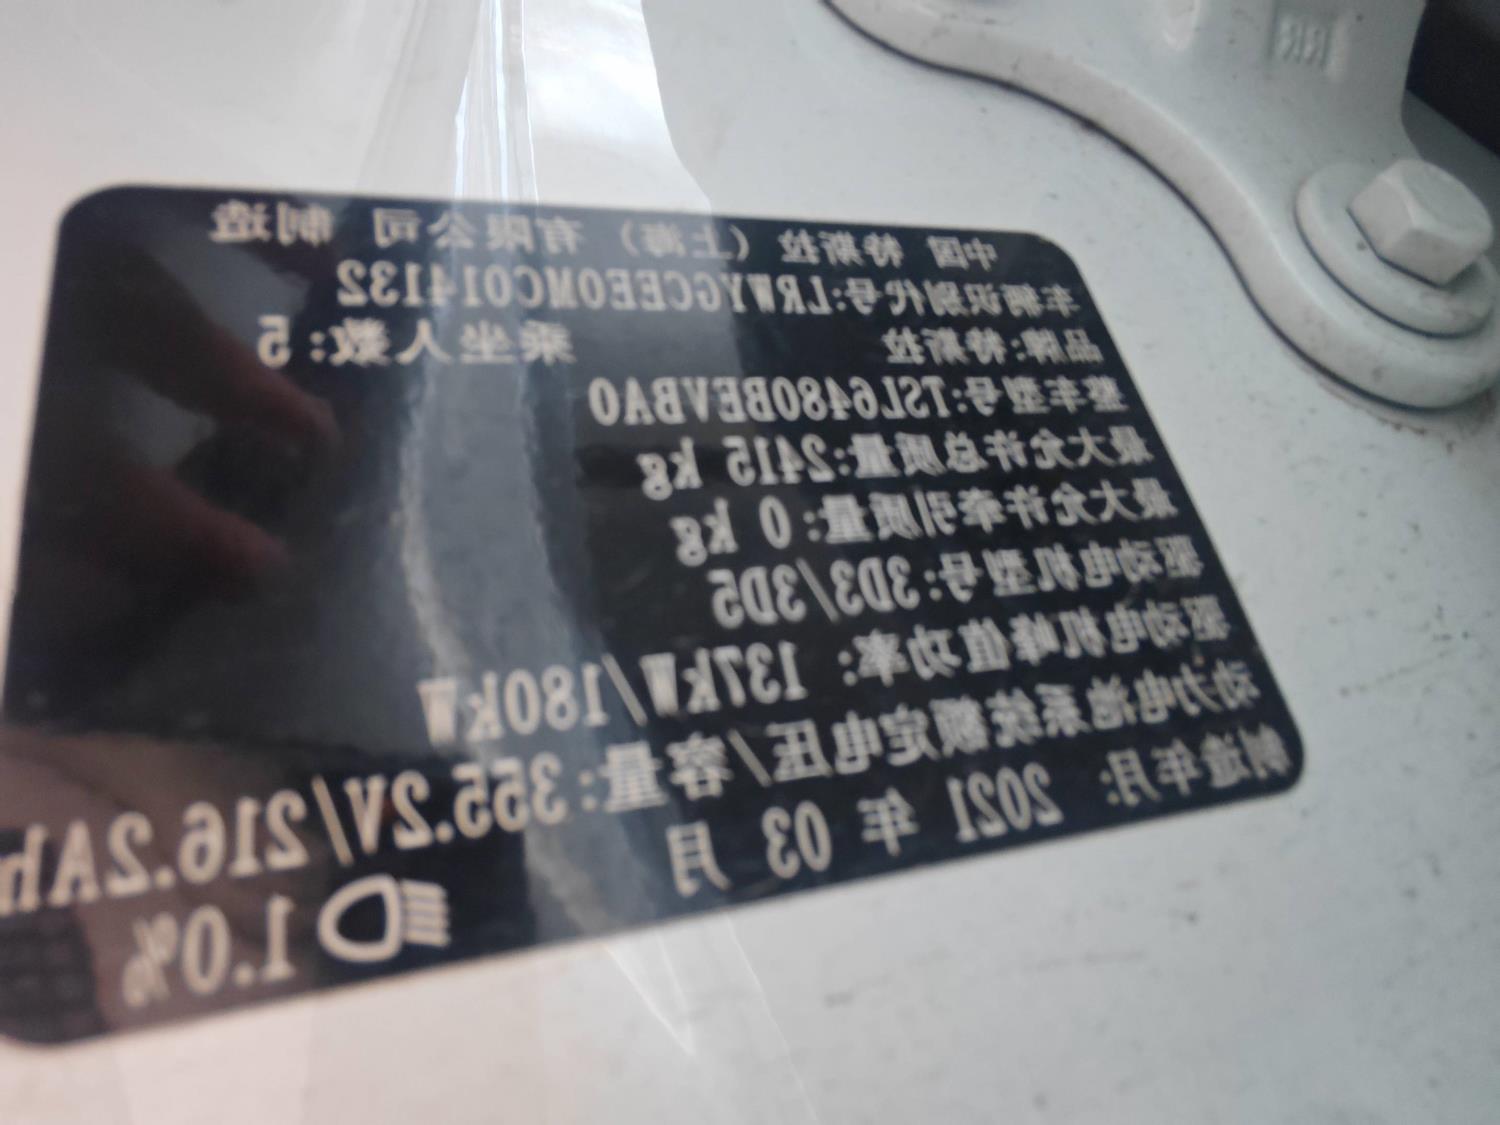 中国 特斯拉 (上海) 有限公司 制造
车辆识别代号:LRWYGCEE0MC014132
品牌:特斯拉 乘坐人数:5
整车型号:TSL6480BEVBA0
最大允许总质量:2415 kg
最大允许牵引质量:0 kg
驱动电机型号:3D3/3D5
驱动电机峰值功率: 137kW/180kW
动力电池系统额定电压/容量:355.2V/216.2Ah
制造年月: 2021 年 03 月
1.0%
RR